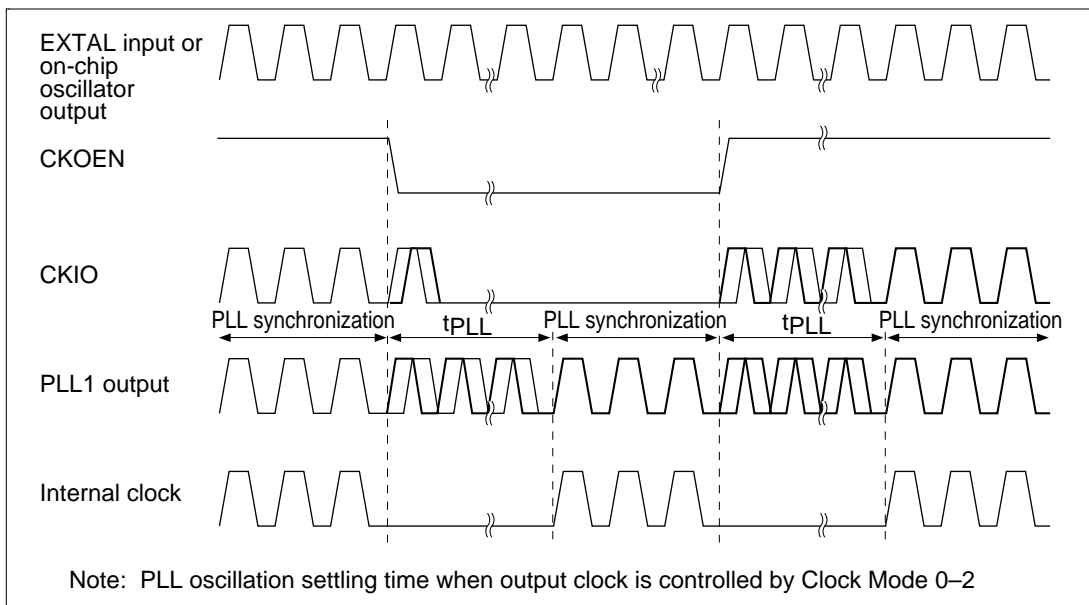 EXTAL input or
on-chip
oscillator
output
CKOEN
CKIO
PLL synchronization tPLL PLL synchronization tPLL PLL synchronization
PLL1 output
Internal clock
Note: PLL oscillation settling time when output clock is controlled by Clock Mode 0–2